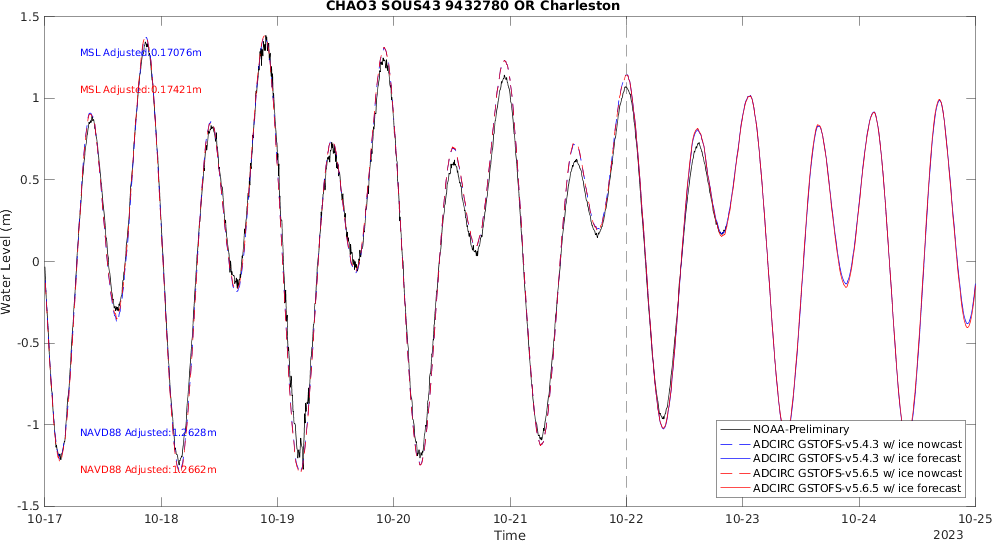 CHAO3 SOUS43 9432780 OR Charleston
1.5
1
0.5
0
-0.5
-1
-1.5
Water Level (m)
MSL Adjusted:0.17076m
MSL Adjusted:0.17421m
NAVD88 Adjusted:1.2628m
NAVD88 Adjusted:1.2662m
NOAA-Preliminary
ADCIRC GSTOFS-v5.4.3 w/ ice nowcast
ADCIRC GSTOFS-v5.4.3 w/ ice forecast
ADCIRC GSTOFS-v5.6.5 w/ ice nowcast
ADCIRC GSTOFS-v5.6.5 w/ ice forecast
10-17 10-18 10-19 10-20 10-21 10-22 10-23 10-24 10-25
Time
2023